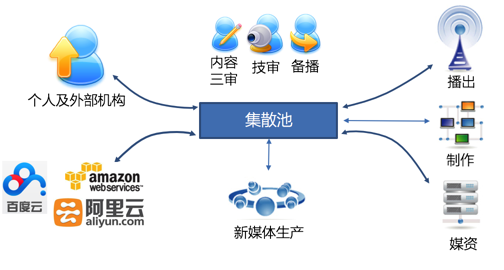 内容
三审
技审
备播
播出
个人及外部机构
集散池
制作
百度云
amazon
webservices™
阿里云
aliyun.com
新媒体生产
媒资